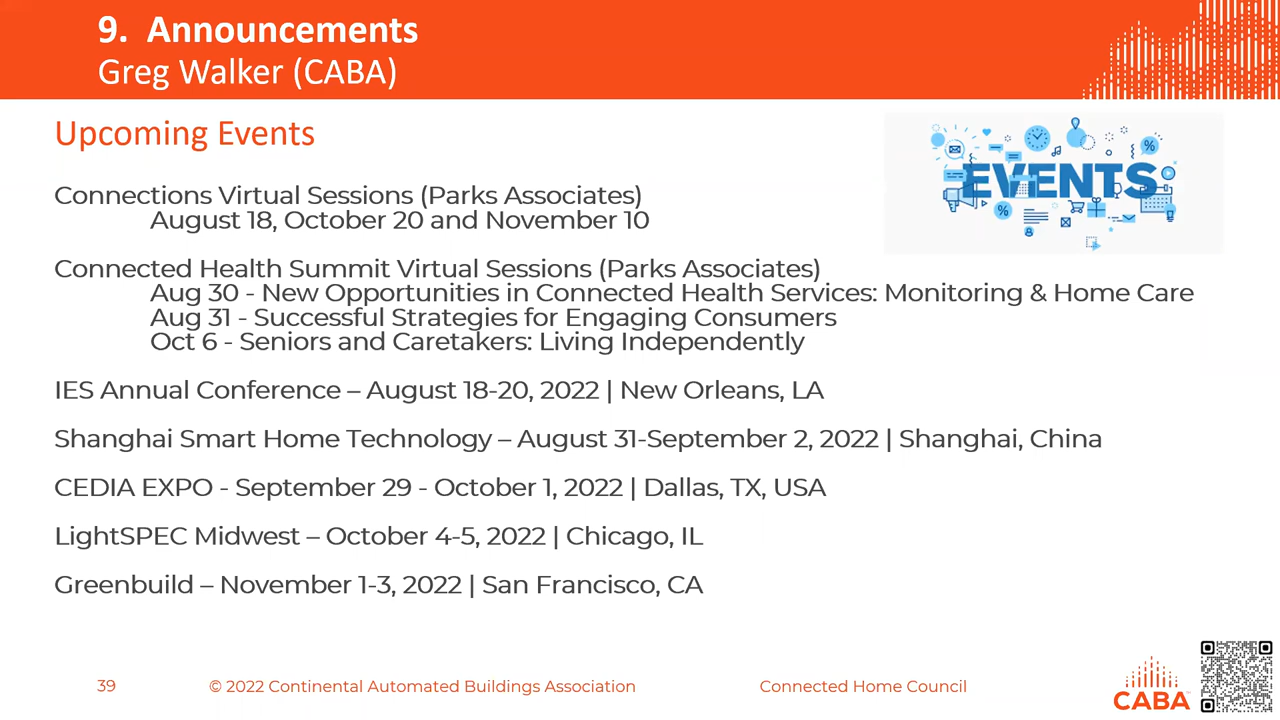 9. Announcements
Greg Walker (CABA)
Upcoming Events
EVENTS
Connections Virtual Sessions (Parks Associates)
August 18, October 20 and November 10
Connected Health Summit Virtual Sessions (Parks Associates)
Aug 30 - New Opportunities in Connected Health Services: Monitoring & Home Care
Aug 31 - Successful Strategies for Engaging Consumers
Oct 6 - Seniors and Caretakers: Living Independently
IES Annual Conference – August 18-20, 2022 | New Orleans, LA
Shanghai Smart Home Technology – August 31-September 2, 2022 | Shanghai, China
CEDIA EXPO - September 29 - October 1, 2022 | Dallas, TX, USA
LightSPEC Midwest – October 4-5, 2022 | Chicago, IL
Greenbuild – November 1-3, 2022 | San Francisco, CA
39 © 2022 Continental Automated Buildings Association Connected Home Council
CABA